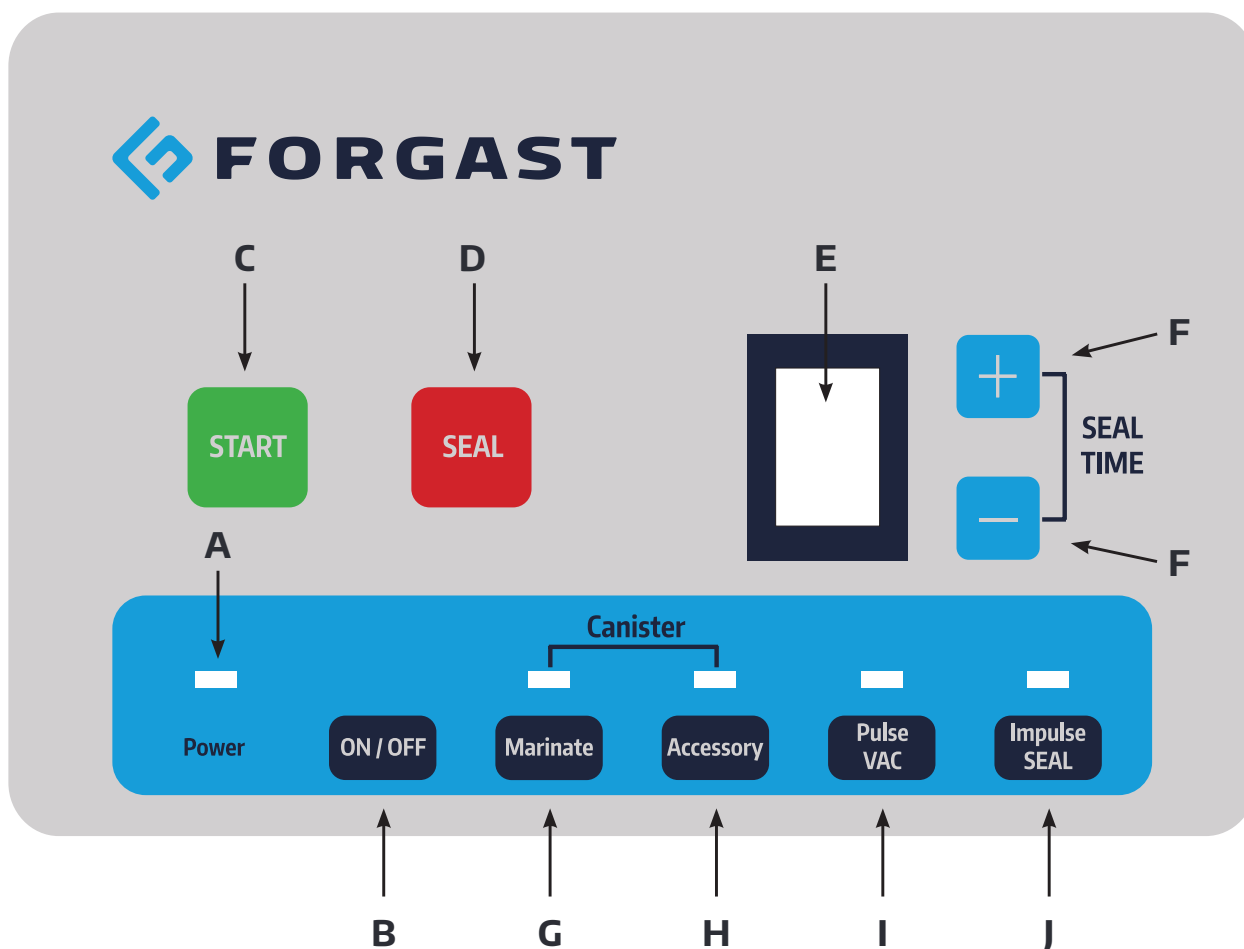 FORGAST
C
D
E
F
START
SEAL
+
−
SEAL
TIME
A
F
Canister
Power
ON / OFF
Marinate
Accessory
Pulse
VAC
Impulse
SEAL
B
G
H
I
J